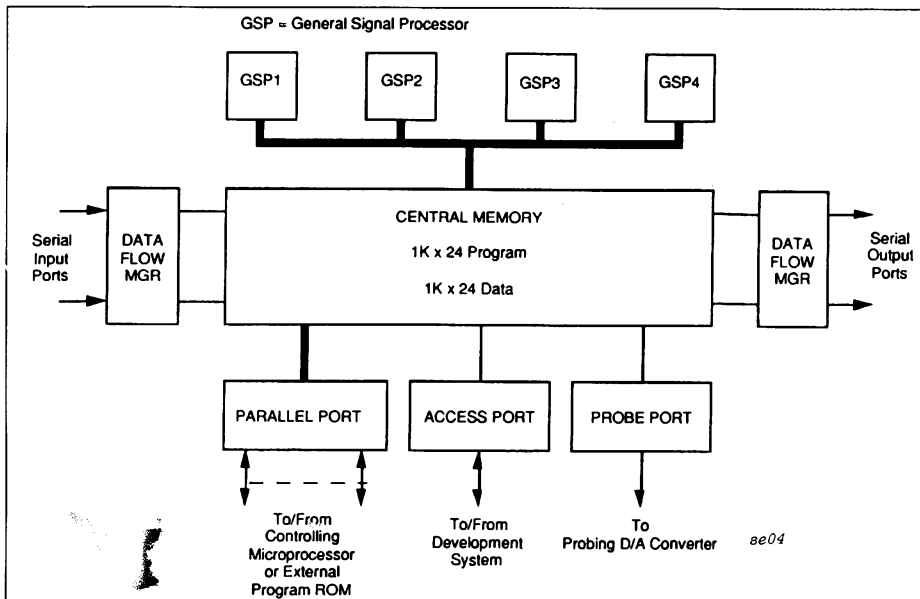 GSP = General Signal Processor
GSP1
GSP2
GSP3
GSP4
CENTRAL MEMORY
1K x 24 Program
1K x 24 Data
Serial
Input
Ports
DATA
FLOW
MGR
DATA
FLOW
MGR
Serial
Output
Ports
PARALLEL PORT
ACCESS PORT
PROBE PORT
To/From
Controlling
Microprocessor
or External
Program ROM
To/From
Development
System
To
Probing D/A Converter
se04